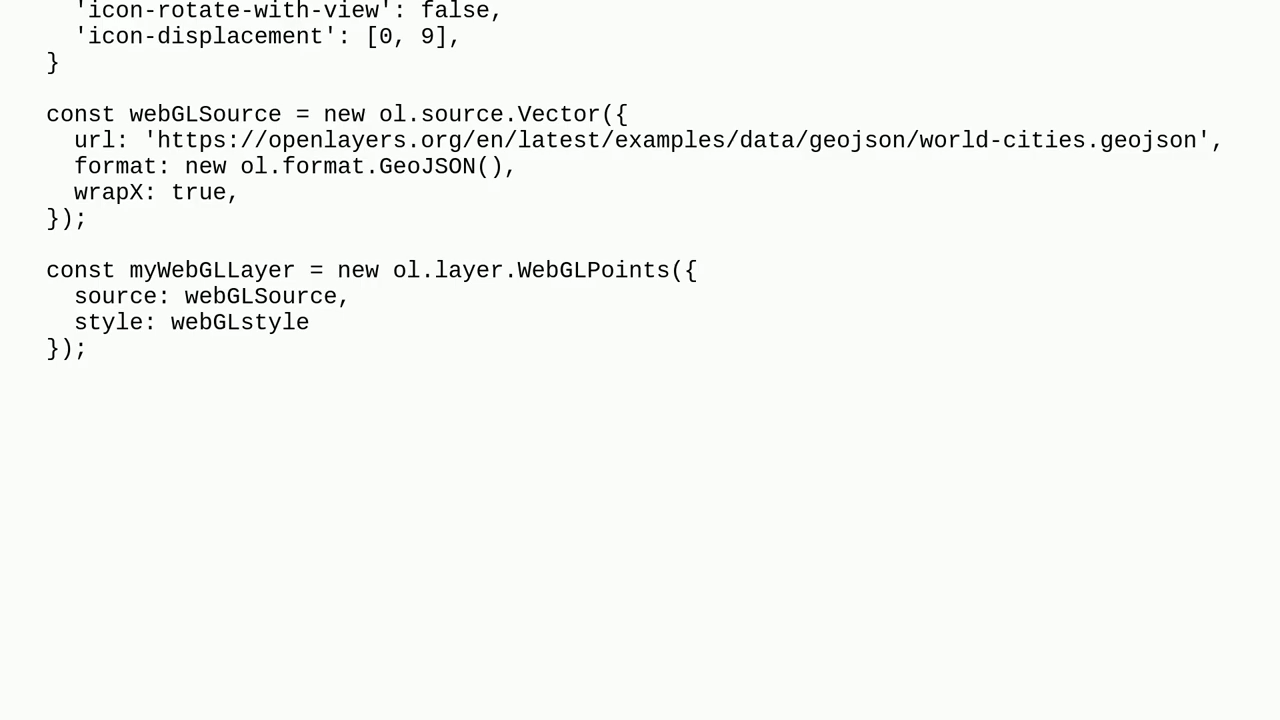 'icon-rotate-with-view': false,
'icon-displacement': [0, 9],
}
const webGLSource = new ol.source.Vector({
url: 'https://openlayers.org/en/latest/examples/data/geojson/world-cities.geojson',
format: new ol.format.GeoJSON(),
wrapX: true,
});
const myWebGLLayer = new ol.layer.WebGLPoints({
source: webGLSource,
style: webGLstyle
});